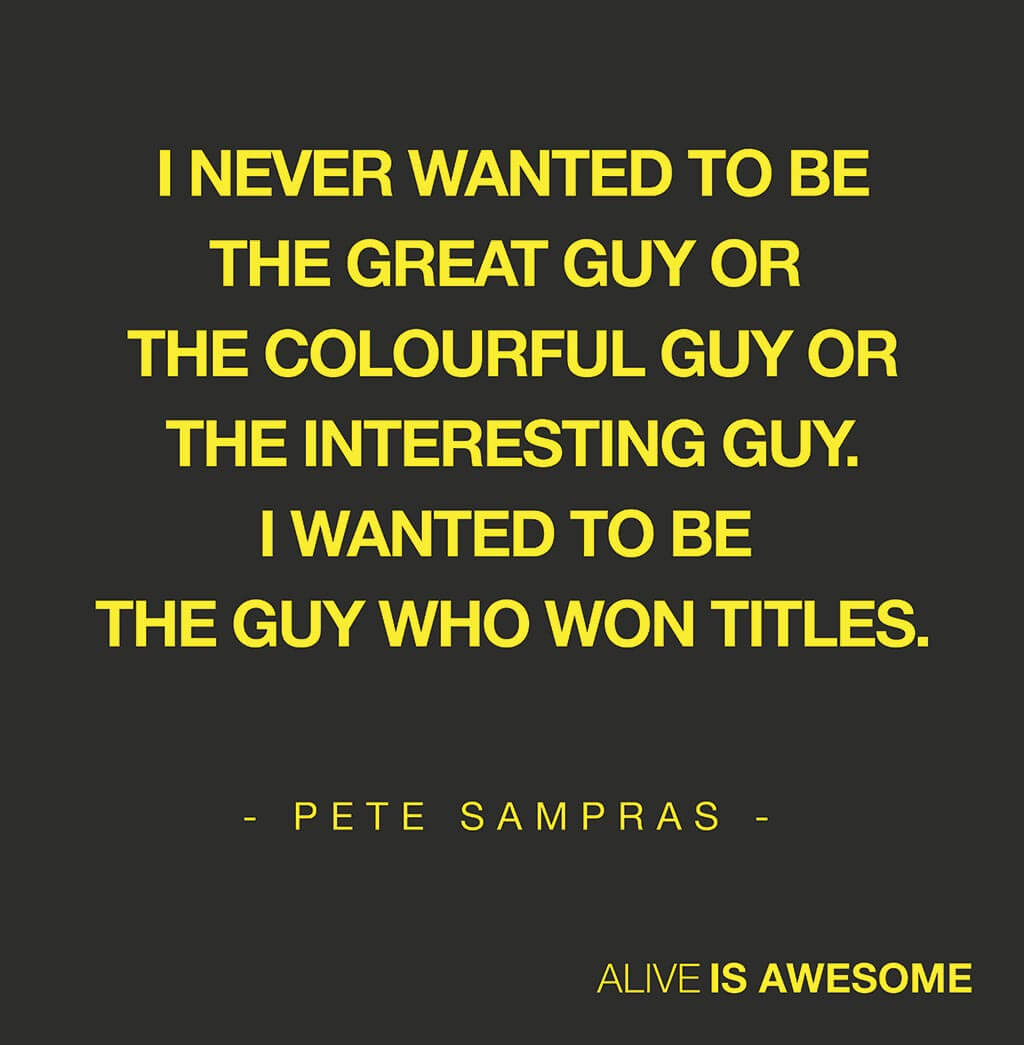 I NEVER WANTED TO BE
THE GREAT GUY OR
THE COLOURFUL GUY OR
THE INTERESTING GUY.
I WANTED TO BE
THE GUY WHO WON TITLES.
- PETE SAMPRAS -
ALIVE IS AWESOME